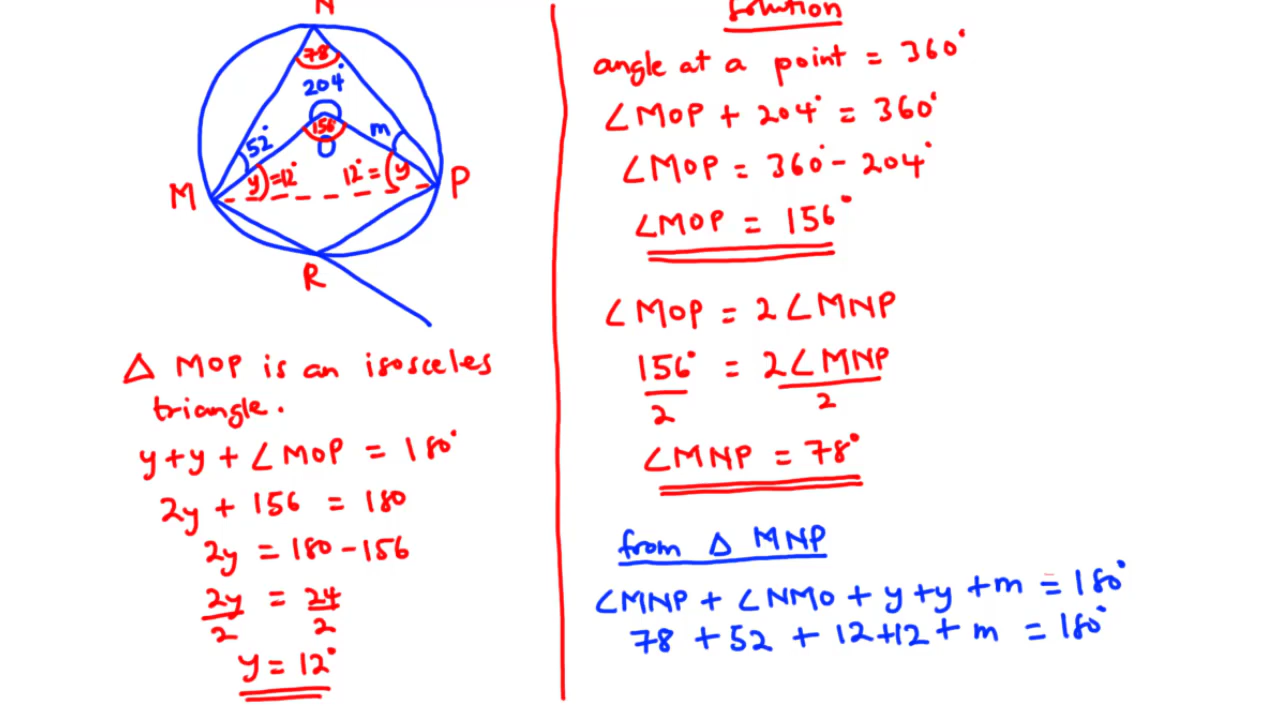 N
78
204°
156
O
52°
m
y = 12°
12° = y
M
P
R
△ MOP is an isosceles
triangle.
y+y + ∠MOP = 180°
2y + 156 = 180
2y = 180 - 156
2y/2 = 24/2
y = 12°
Solution
angle at a point = 360°
∠MOP + 204° = 360°
∠MOP = 360° - 204°
∠MOP = 156°
∠MOP = 2∠MNP
156°/2 = 2∠MNP/2
∠MNP = 78°
from △ MNP
∠MNP + ∠NMO + y+y +m = 180°
78 + 52 + 12+12 + m = 180°